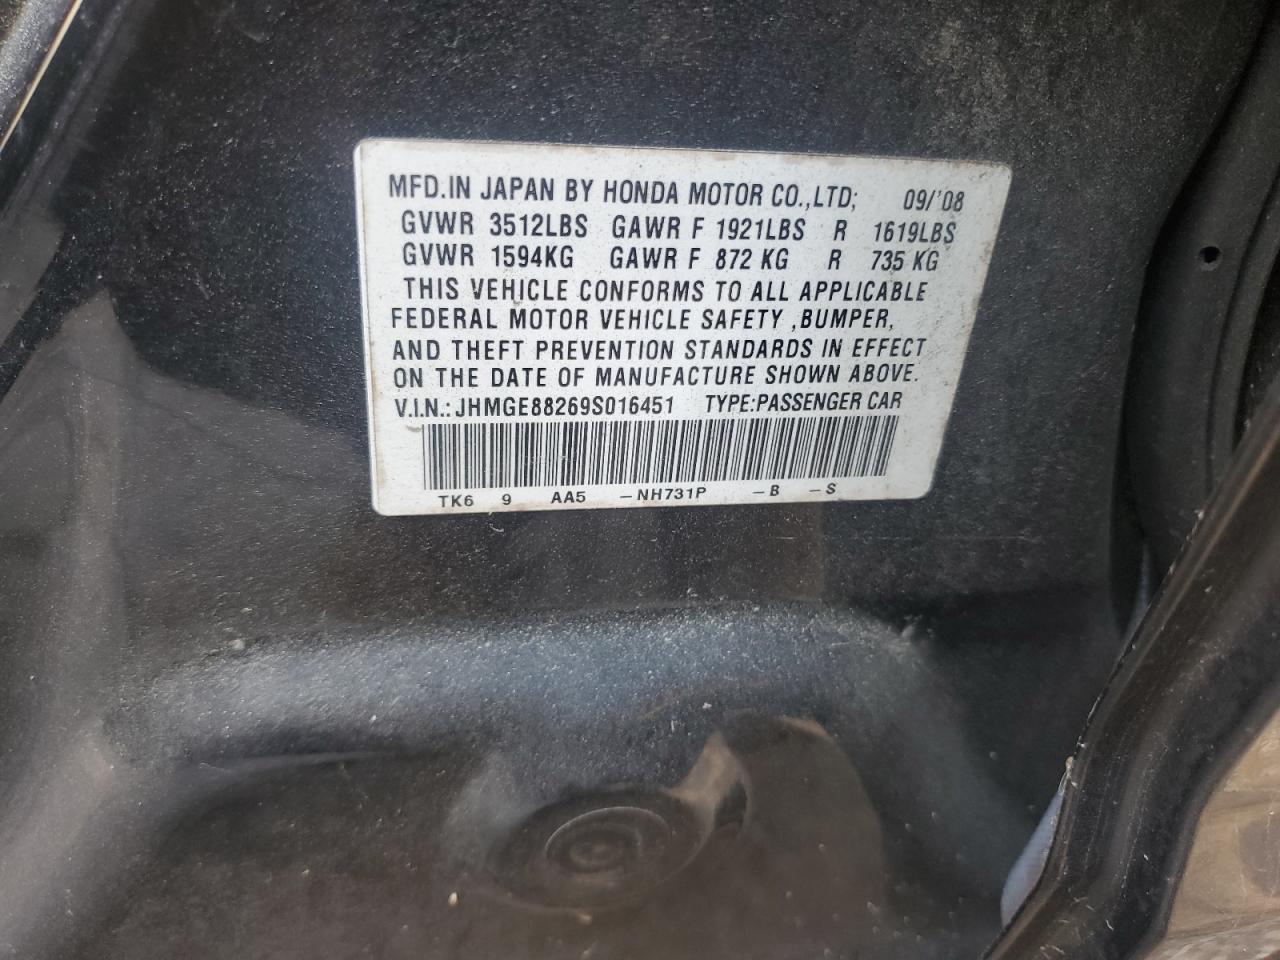 MFD.IN JAPAN BY HONDA MOTOR CO.,LTD; 09/'08
GVWR 3512LBS GAWR F 1921LBS R 1619LBS
GVWR 1594KG GAWR F 872 KG R 735 KG
THIS VEHICLE CONFORMS TO ALL APPLICABLE
FEDERAL MOTOR VEHICLE SAFETY ,BUMPER,
AND THEFT PREVENTION STANDARDS IN EFFECT
ON THE DATE OF MANUFACTURE SHOWN ABOVE.
V.I.N.: JHMGE88269S016451 TYPE:PASSENGER CAR
TK6 9 AA5 -NH731P -B -S